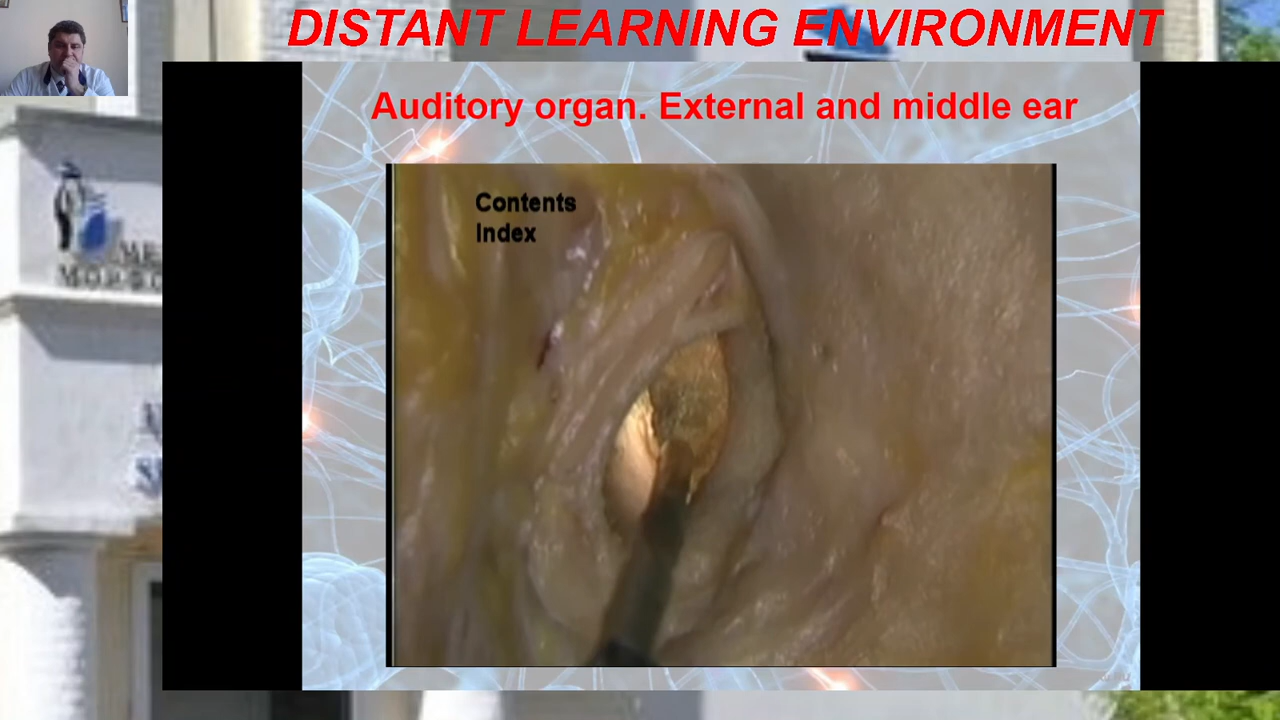 DISTANT LEARNING ENVIRONMENT
Auditory organ. External and middle ear
Contents
Index